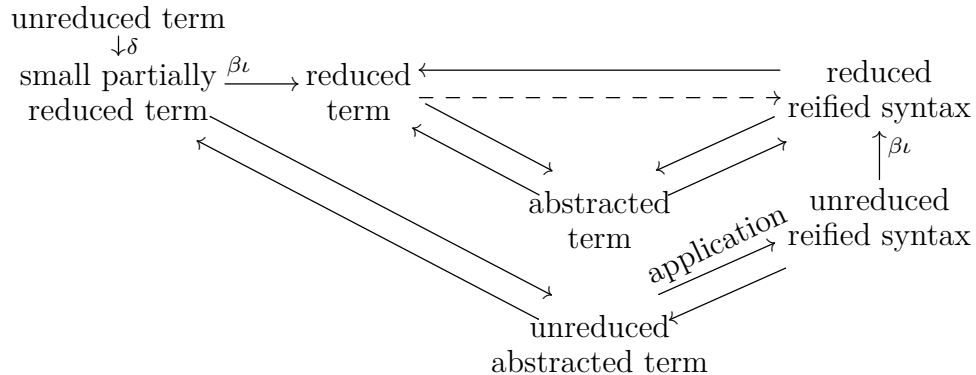 unreduced term
δ
small partially
reduced term
βι
reduced
term
reduced
reified syntax
βι
abstracted
term
unreduced
reified syntax
application
unreduced
abstracted term